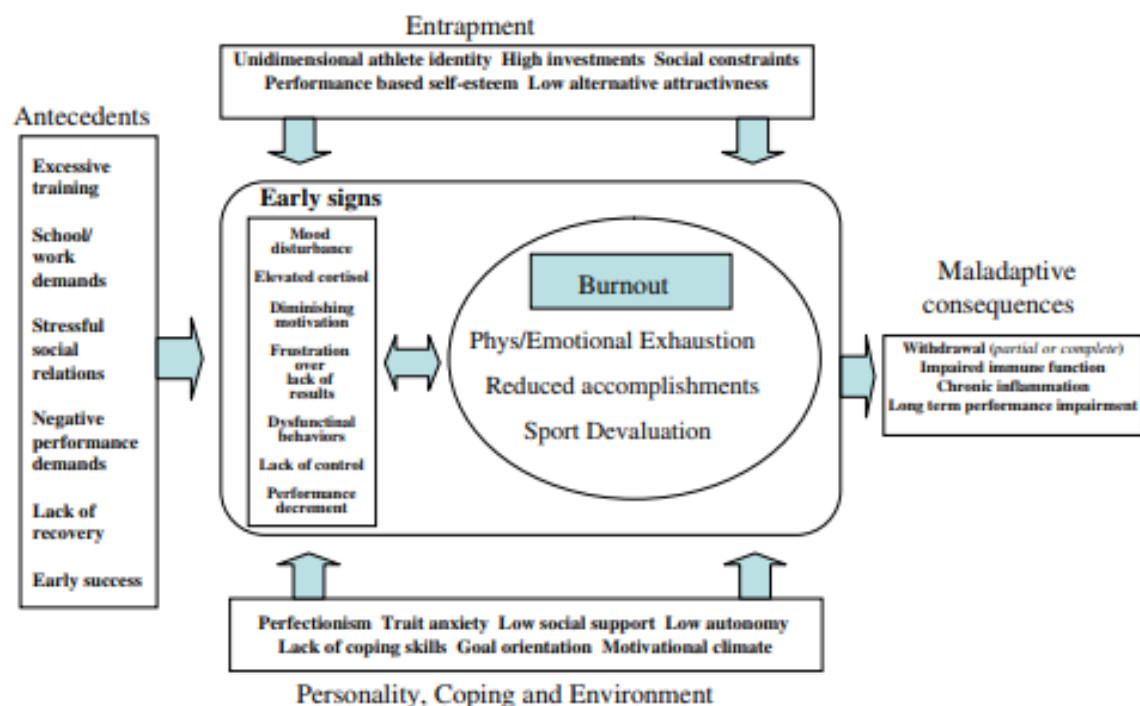 Entrapment
Unidimensional athlete identity High investments Social constraints
Performance based self-esteem Low alternative attractivness
Antecedents
Excessive
training
School/
work
demands
Stressful
social
relations
Negative
performance
demands
Lack of
recovery
Early success
Early signs
Mood
disturbance
Elevated cortisol
Diminishing
motivation
Frustration
over
lack of
results
Dysfunctinal
behaviors
Lack of control
Performance
decrement
Burnout
Phys/Emotional Exhaustion
Reduced accomplishments
Sport Devaluation
Maladaptive
consequences
Withdrawal (partial or complete)
Impaired immune function
Chronic inflammation
Long term performance impairment
Perfectionism Trait anxiety Low social support Low autonomy
Lack of coping skills Goal orientation Motivational climate
Personality, Coping and Environment